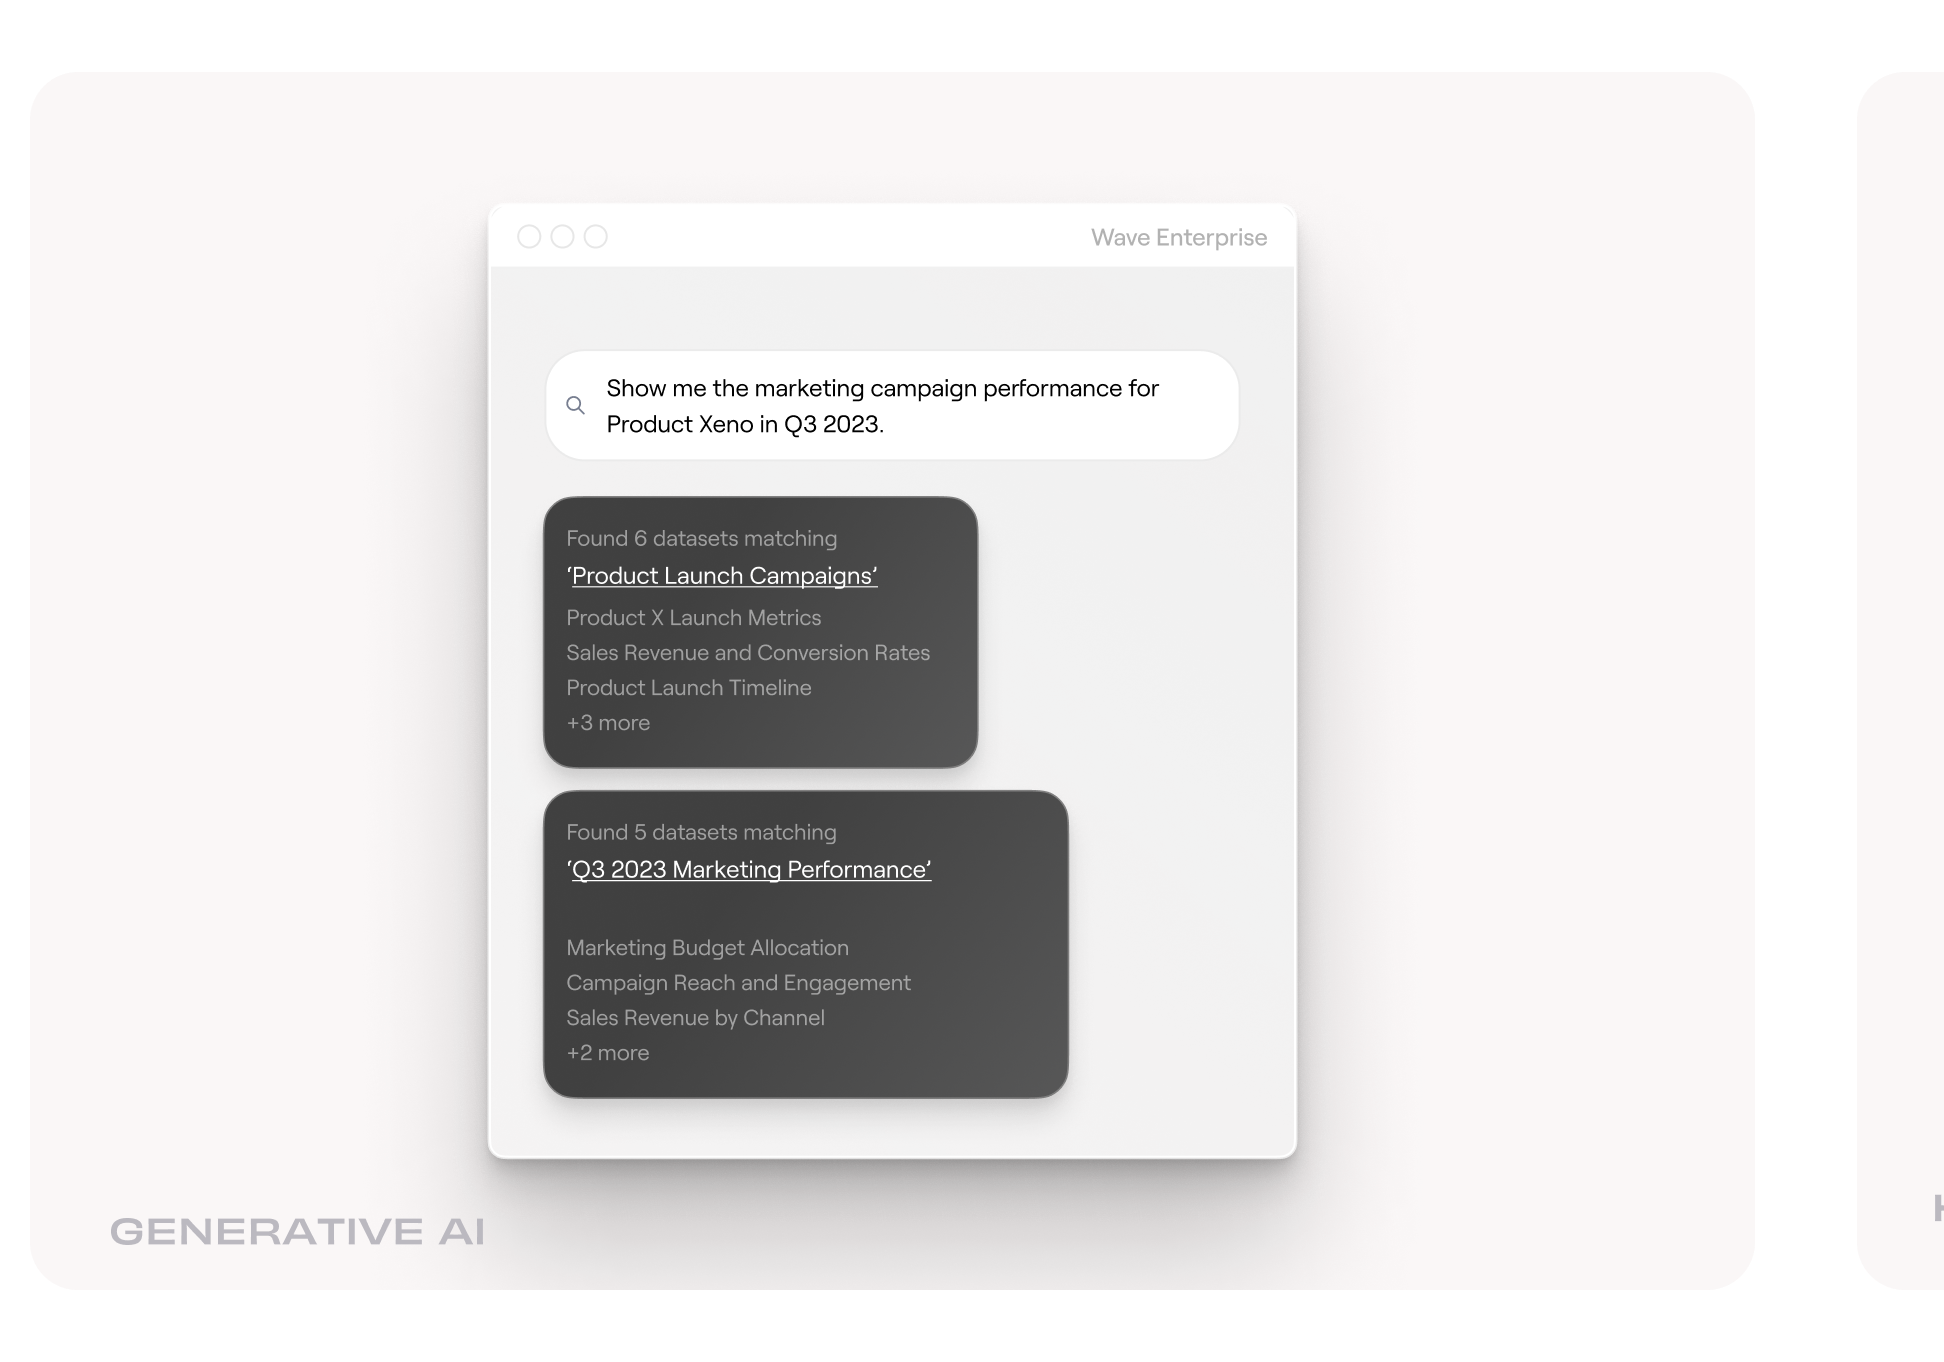 Wave Enterprise
Show me the marketing campaign performance for
Product Xeno in Q3 2023.
Found 6 datasets matching
‘Product Launch Campaigns’
Product X Launch Metrics
Sales Revenue and Conversion Rates
Product Launch Timeline
+3 more
Found 5 datasets matching
‘Q3 2023 Marketing Performance’
Marketing Budget Allocation
Campaign Reach and Engagement
Sales Revenue by Channel
+2 more
GENERATIVE AI